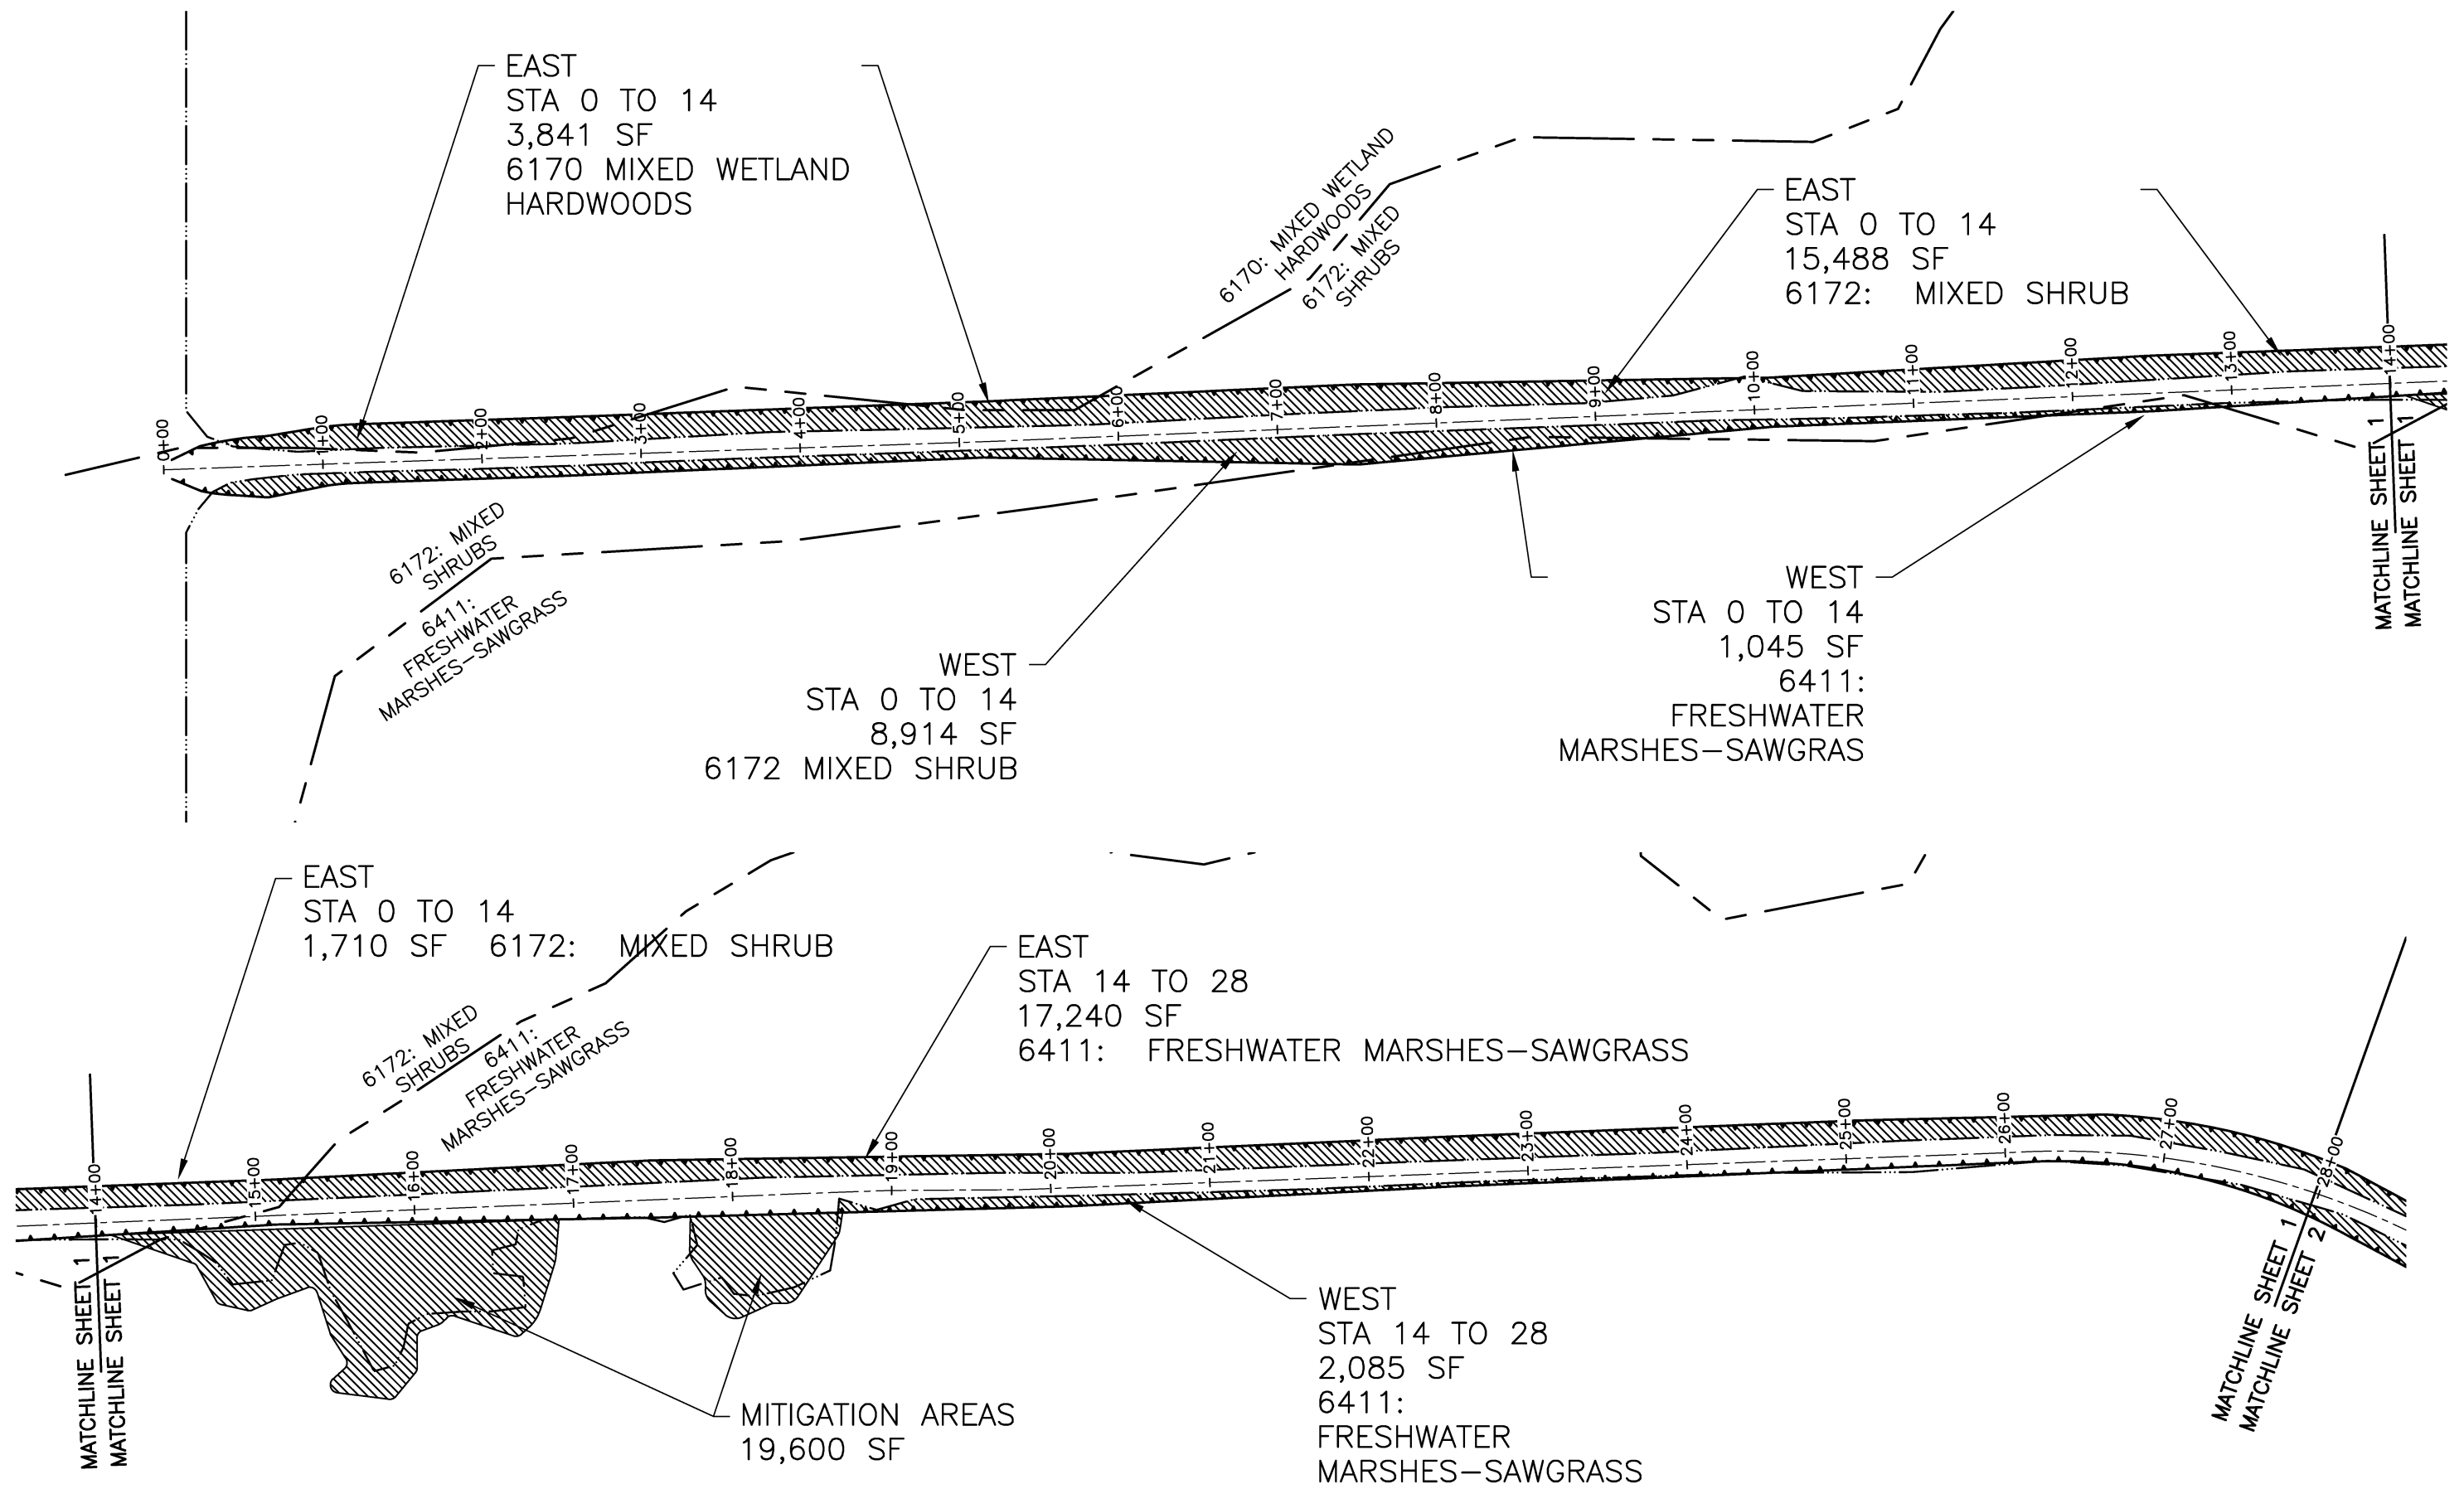 EAST
STA 0 TO 14
3,841 SF
6170 MIXED WETLAND
HARDWOODS
6170: MIXED WETLAND
HARDWOODS
6172: MIXED
SHRUBS
EAST
STA 0 TO 14
15,488 SF
6172: MIXED SHRUB
0+00
1+00
2+00
3+00
4+00
5+00
6+00
7+00
8+00
9+00
10+00
11+00
12+00
13+00
14+00
MATCHLINE SHEET 1
MATCHLINE SHEET 1
6172: MIXED
SHRUBS
6411:
FRESHWATER
MARSHES-SAWGRASS
WEST
STA 0 TO 14
8,914 SF
6172 MIXED SHRUB
WEST
STA 0 TO 14
1,045 SF
6411:
FRESHWATER
MARSHES-SAWGRAS
EAST
STA 0 TO 14
1,710 SF 6172: MIXED SHRUB
6172: MIXED
SHRUBS
6411:
FRESHWATER
MARSHES-SAWGRASS
EAST
STA 14 TO 28
17,240 SF
6411: FRESHWATER MARSHES-SAWGRASS
14+00
15+00
16+00
17+00
18+00
19+00
20+00
21+00
22+00
23+00
24+00
25+00
26+00
27+00
28+00
MATCHLINE SHEET 1
MATCHLINE SHEET 1
MITIGATION AREAS
19,600 SF
WEST
STA 14 TO 28
2,085 SF
6411:
FRESHWATER
MARSHES-SAWGRASS
MATCHLINE SHEET 1
MATCHLINE SHEET 2